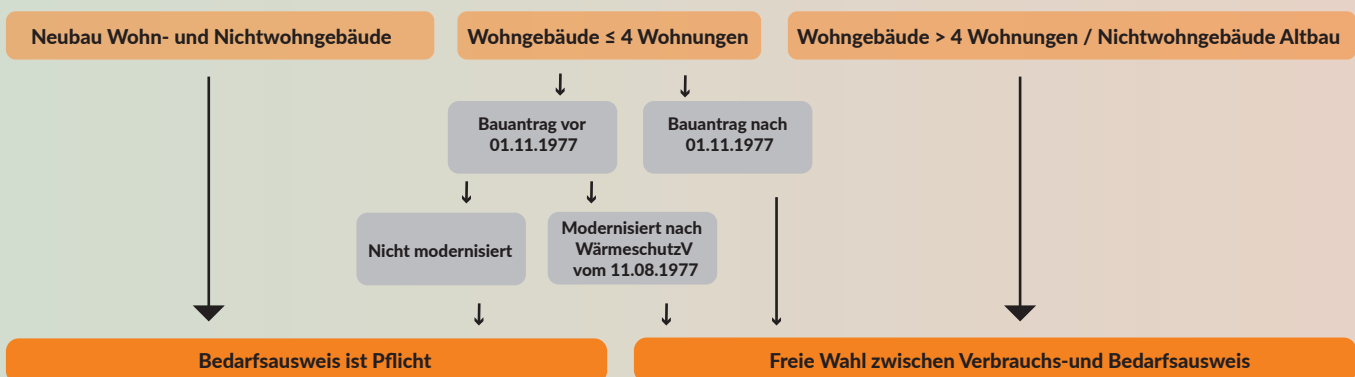 Neubau Wohn- und Nichtwohngebäude
Wohngebäude ≤ 4 Wohnungen
Wohngebäude > 4 Wohnungen / Nichtwohngebäude Altbau
Bauantrag vor
01.11.1977
Bauantrag nach
01.11.1977
Nicht modernisiert
Modernisiert nach
WärmeschutzV
vom 11.08.1977
Bedarfsausweis ist Pflicht
Freie Wahl zwischen Verbrauchs-und Bedarfsausweis